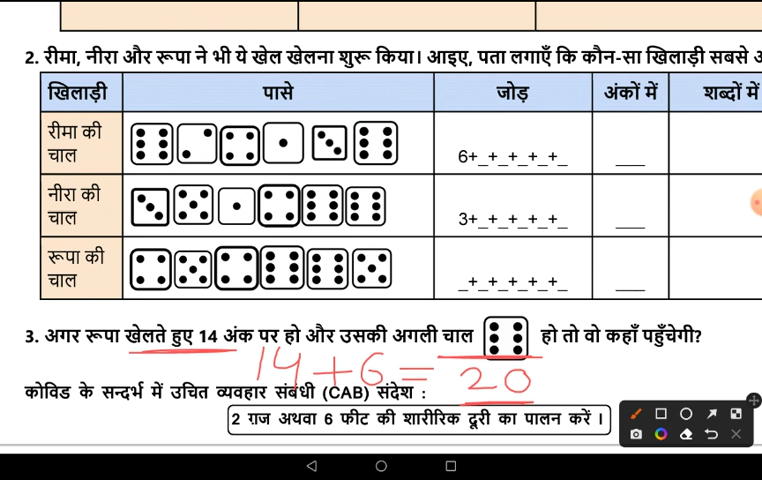 2. रीमा, नीरा और रूपा ने भी ये खेल खेलना शुरू किया। आइए, पता लगाएँ कि कौन-सा खिलाड़ी सबसे
खिलाड़ी पासे जोड़ अंकों में शब्दों में
रीमा की चाल 6+_+_+_+_+_ ___
नीरा की चाल 3+_+_+_+_+_ ___
रूपा की चाल _+_+_+_+_+_ ___
3. अगर रूपा खेलते हुए 14 अंक पर हो और उसकी अगली चाल हो तो वो कहाँ पहुँचेगी?
14+6=20
कोविड के सन्दर्भ में उचित व्यवहार संबंधी (CAB) संदेश :
2 ग़ज अथवा 6 फीट की शारीरिक दूरी का पालन करें ।